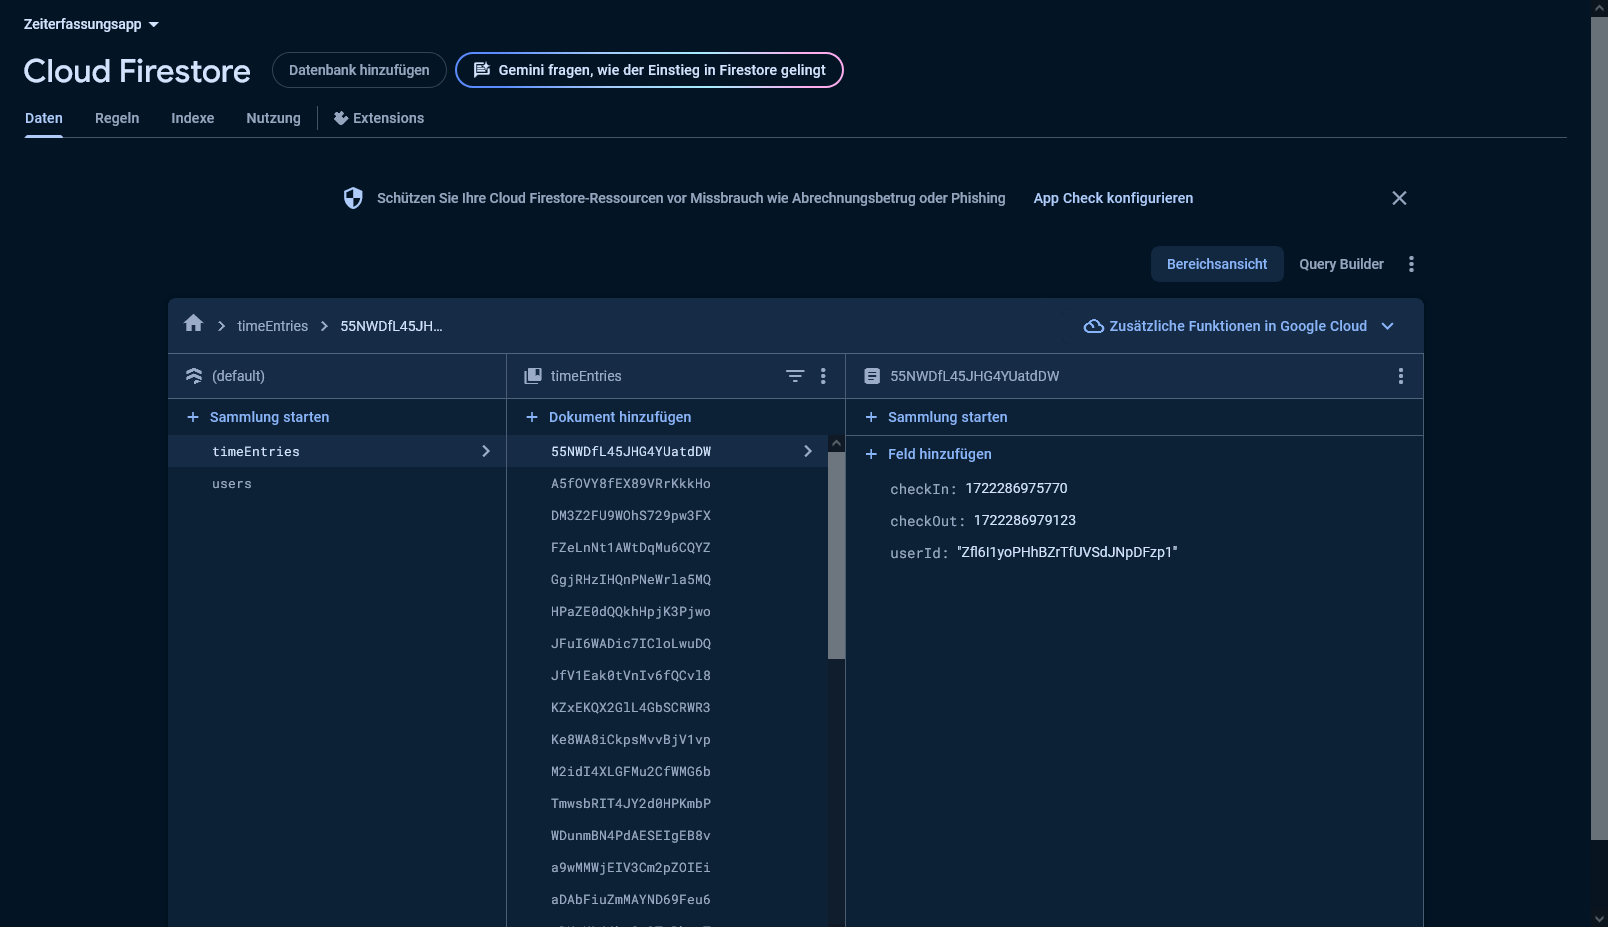 Zeiterfassungsapp
Cloud Firestore
Datenbank hinzufügen
Gemini fragen, wie der Einstieg in Firestore gelingt
Daten
Regeln
Indexe
Nutzung
Extensions
Schützen Sie Ihre Cloud Firestore-Ressourcen vor Missbrauch wie Abrechnungsbetrug oder Phishing
App Check konfigurieren
Bereichsansicht
Query Builder
timeEntries
55NWDfL45JH...
Zusätzliche Funktionen in Google Cloud
(default)
Sammlung starten
timeEntries
users
timeEntries
Dokument hinzufügen
55NWDfL45JHG4YUatdDW
A5fOVY8fEX89VRrKkkHo
DM3Z2FU9WOhS729pw3FX
FZeLnNt1AWtDqMu6CQYZ
GgjRHzIHQnPNeWrla5MQ
HPaZE0dQQkhHpjK3Pjwo
JFuI6WADic7ICloLwuDQ
JfV1Eak0tVnIv6fQCvl8
KZxEKQX2GlL4GbSCRWR3
Ke8WA8iCkpsMvvBjV1vp
M2idI4XLGFMu2CfWMG6b
TmwsbRIT4JY2d0HPKmbP
WDunmBN4PdAESEIgEB8v
a9wMMWjEIV3Cm2pZOIEi
aDAbFiuZmMAYND69Feu6
55NWDfL45JHG4YUatdDW
Sammlung starten
Feld hinzufügen
checkIn: 1722286975770
checkOut: 1722286979123
userId: "Zfl6I1yoPHhBZrTfUVSdJNpDFzp1"